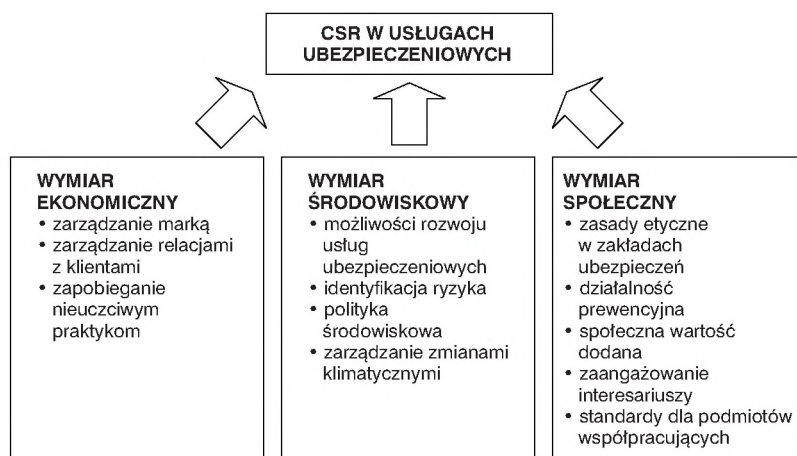 CSR W USŁUGACH
UBEZPIECZENIOWYCH
WYMIAR
EKONOMICZNY
• zarządzanie marką
• zarządzanie relacjami
z klientami
• zapobieganie
nieuczciwym
praktykom
WYMIAR
ŚRODOWISKOWY
• możliwości rozwoju
usług
ubezpieczeniowych
• identyfikacja ryzyka
• polityka
środowiskowa
• zarządzanie zmianami
klimatycznymi
WYMIAR
SPOŁECZNY
• zasady etyczne
w zakładach
ubezpieczeń
• działalność
prewencyjna
• społeczna wartość
dodana
• zaangażowanie
interesariuszy
• standardy dla podmiotów
współpracujących